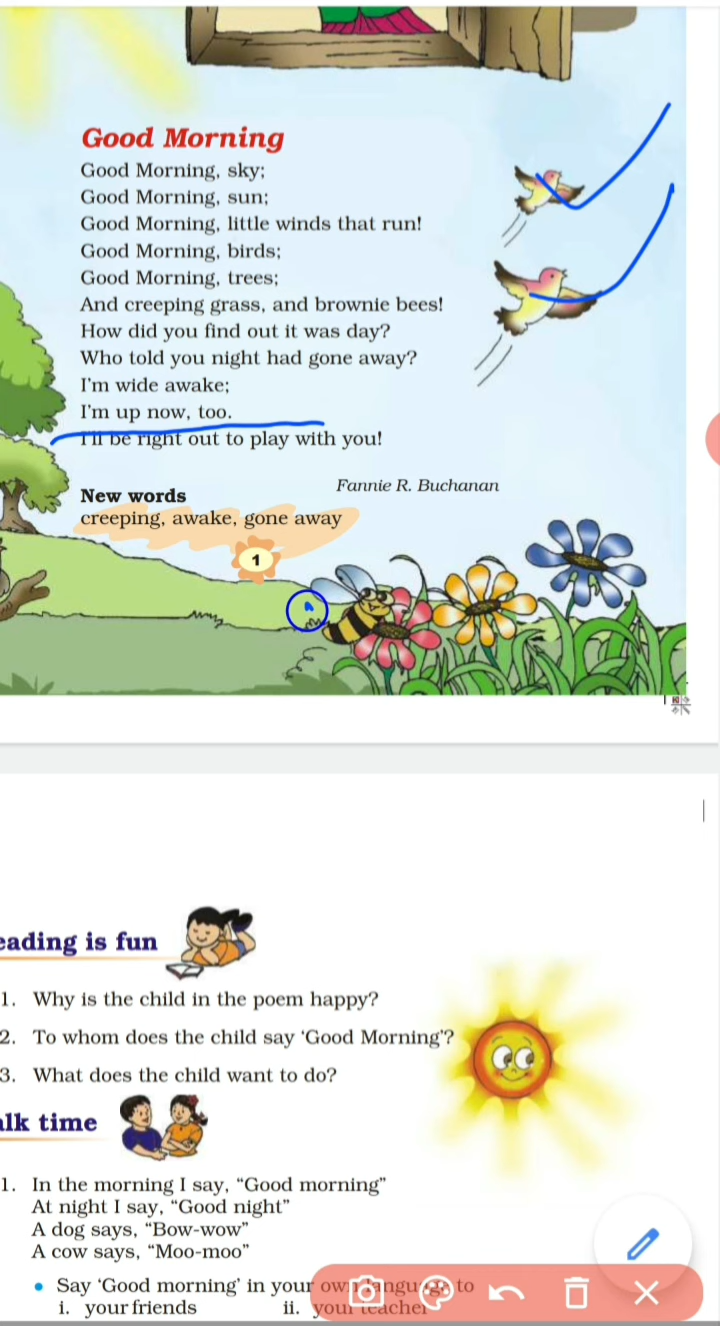 Good Morning
Good Morning, sky;
Good Morning, sun;
Good Morning, little winds that run!
Good Morning, birds;
Good Morning, trees;
And creeping grass, and brownie bees!
How did you find out it was day?
Who told you night had gone away?
I'm wide awake;
I'm up now, too.
I'll be right out to play with you!
Fannie R. Buchanan
New words
creeping, awake, gone away
1
eading is fun
1. Why is the child in the poem happy?
2. To whom does the child say ‘Good Morning’?
3. What does the child want to do?
alk time
1. In the morning I say, “Good morning”
At night I say, “Good night”
A dog says, “Bow-wow”
A cow says, “Moo-moo”
• Say ‘Good morning’ in your own language to
i. your friends ii. your teacher